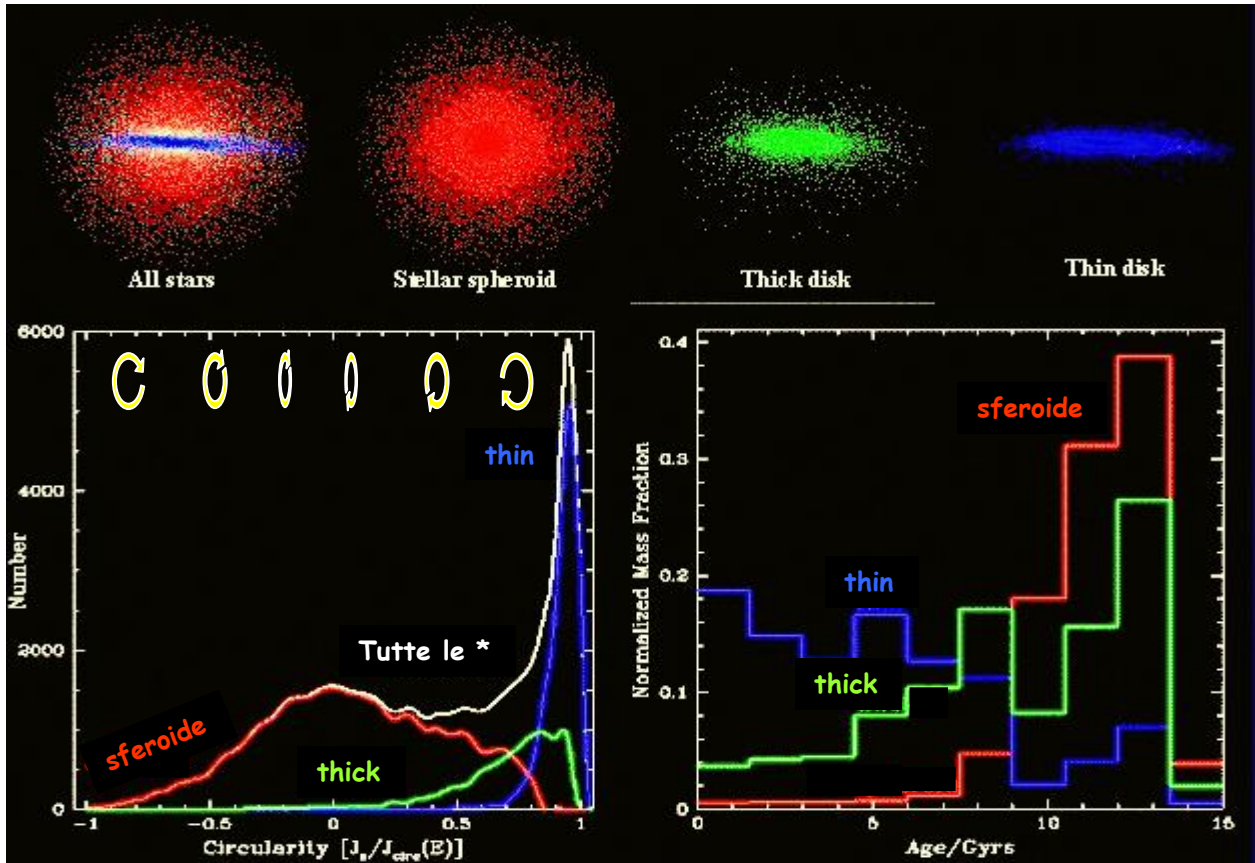 All stars
Stellar spheroid
Thick disk
Thin disk
6000
4000
2000
0
Number
thin
Tutte le *
sferoide
thick
-1
-0.5
0
0.5
1
Circularity [J_z/J_circ(E)]
0.4
0.3
0.2
0.1
0
Normalized Mass Fraction
sferoide
thin
thick
0
5
10
15
Age/Gyrs